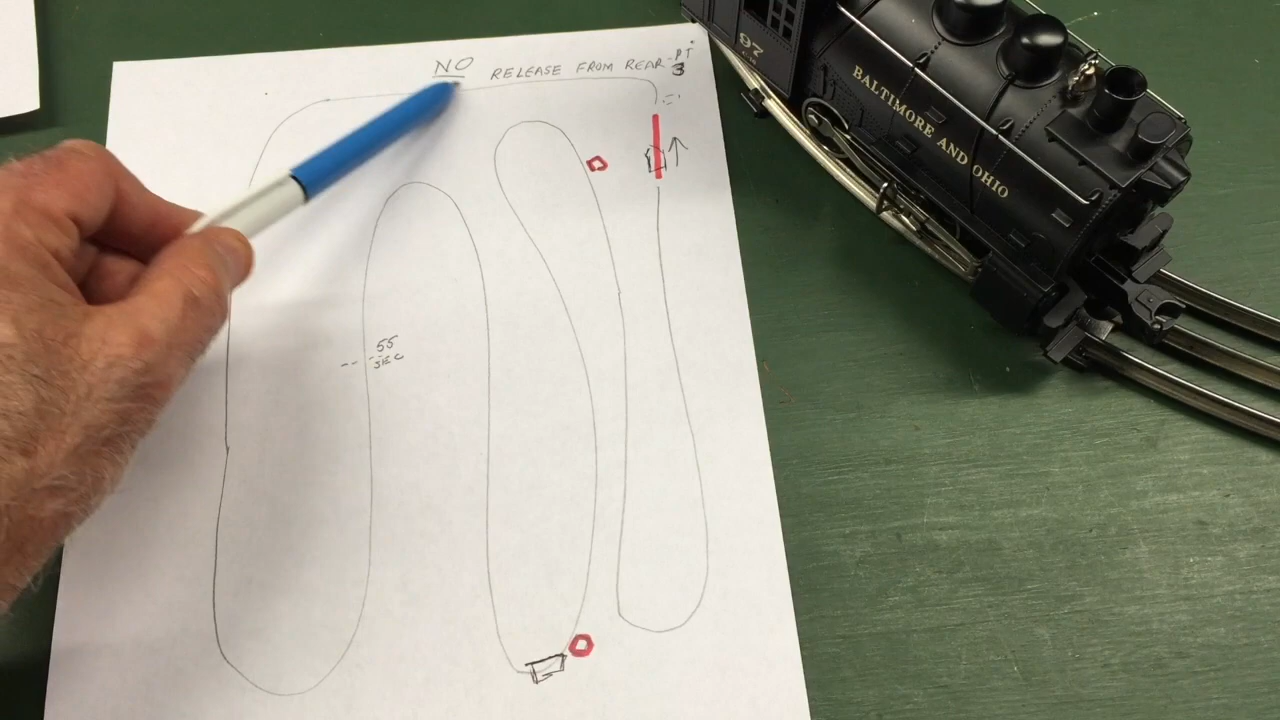 NO RELEASE FROM REAR - PT
3
55
SEC
97
BALTIMORE AND OHIO